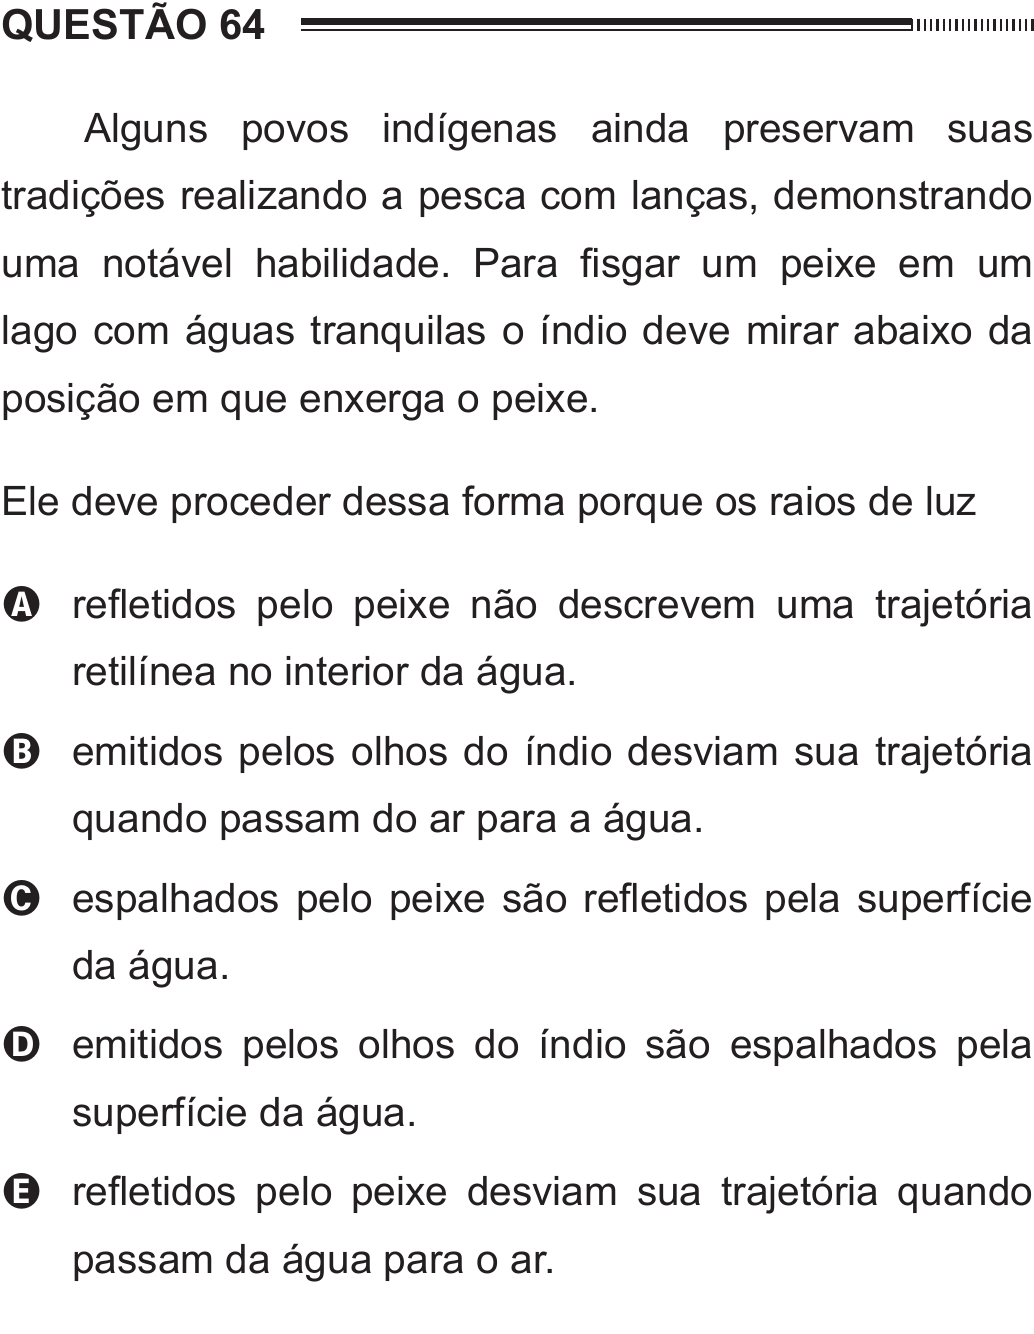 QUESTÃO 64
Alguns povos indígenas ainda preservam suas
tradições realizando a pesca com lanças, demonstrando
uma notável habilidade. Para fisgar um peixe em um
lago com águas tranquilas o índio deve mirar abaixo da
posição em que enxerga o peixe.
Ele deve proceder dessa forma porque os raios de luz
A refletidos pelo peixe não descrevem uma trajetória
retilínea no interior da água.
B emitidos pelos olhos do índio desviam sua trajetória
quando passam do ar para a água.
C espalhados pelo peixe são refletidos pela superfície
da água.
D emitidos pelos olhos do índio são espalhados pela
superfície da água.
E refletidos pelo peixe desviam sua trajetória quando
passam da água para o ar.